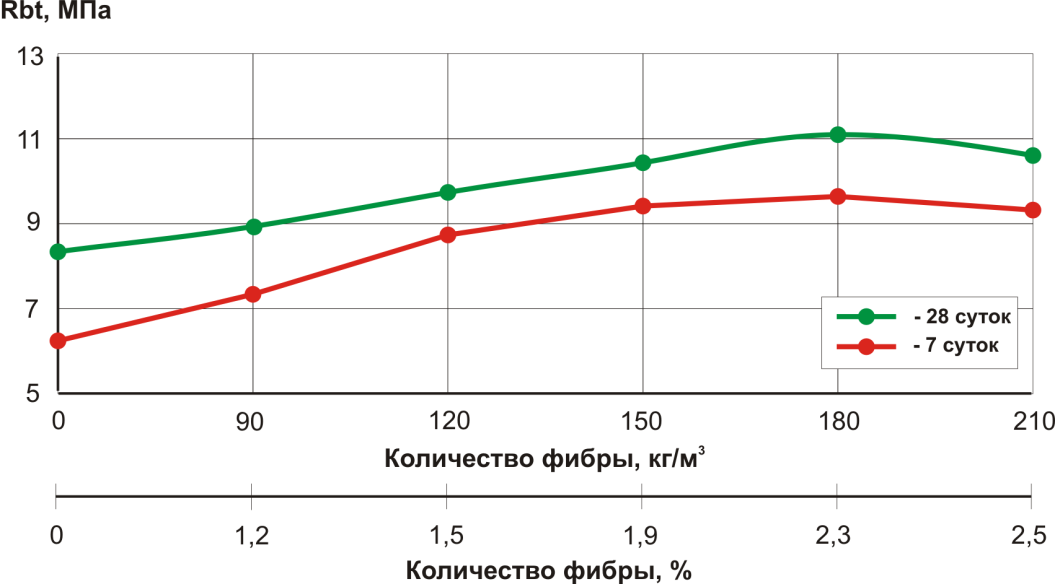 Rbt, МПа
13
11
9
7
5
- 28 суток
- 7 суток
0 90 120 150 180 210
Количество фибры, кг/м³
0 1,2 1,5 1,9 2,3 2,5
Количество фибры, %